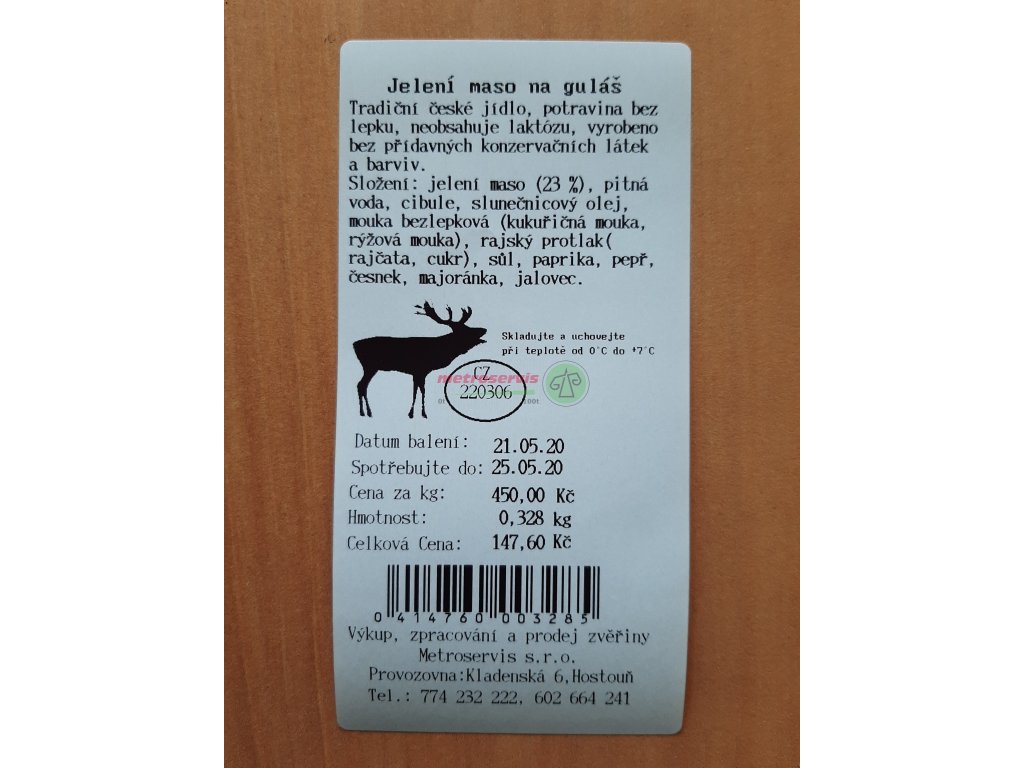 Jelení maso na guláš
Tradiční české jídlo, potravina bez
lepku, neobsahuje laktózu, vyrobeno
bez přídavných konzervačních látek
a barviv.
Složení: jelení maso (23 %), pitná
voda, cibule, slunečnicový olej,
mouka bezlepková (kukuřičná mouka,
rýžová mouka), rajský protlak(
rajčata, cukr), sůl, paprika, pepř,
česnek, majoránka, jalovec.
Skladujte a uchovejte
při teplotě od 0°C do +7°C
CZ
metroservis
220306
Datum balení: 21.05.20
Spotřebujte do: 25.05.20
Cena za kg: 450,00 Kč
Hmotnost: 0,328 kg
Celková Cena: 147,60 Kč
0 414760 003285
Výkup, zpracování a prodej zvěřiny
Metroservis s.r.o.
Provozovna:Kladenská 6,Hostouň
Tel.: 774 232 222, 602 664 241